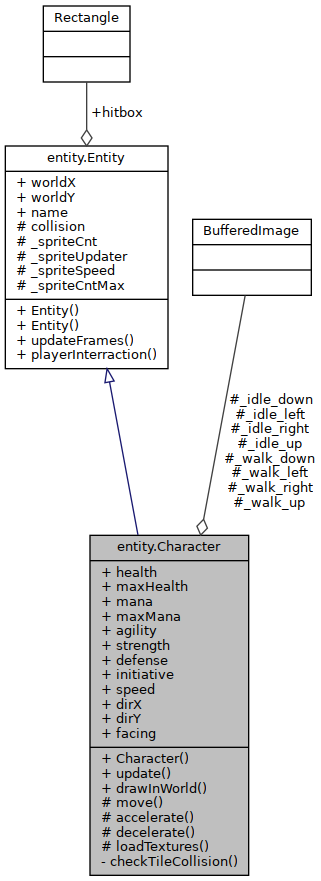 Rectangle
+hitbox
entity.Entity
+ worldX
+ worldY
+ name
# collision
# _spriteCnt
# _spriteUpdater
# _spriteSpeed
# _spriteCntMax
+ Entity()
+ Entity()
+ updateFrames()
+ playerInterraction()
BufferedImage
#_idle_down
#_idle_left
#_idle_right
#_idle_up
#_walk_down
#_walk_left
#_walk_right
#_walk_up
entity.Character
+ health
+ maxHealth
+ mana
+ maxMana
+ agility
+ strength
+ defense
+ initiative
+ speed
+ dirX
+ dirY
+ facing
+ Character()
+ update()
+ drawInWorld()
# move()
# accelerate()
# decelerate()
# loadTextures()
- checkTileCollision()